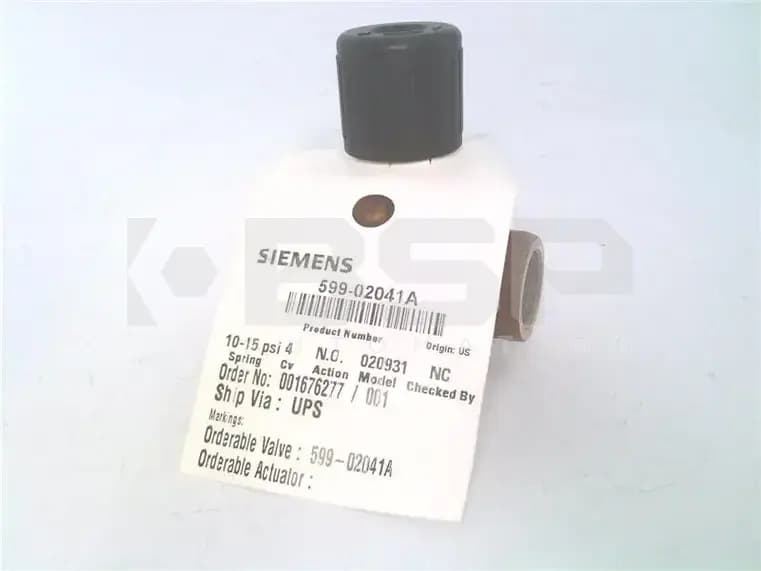 SIEMENS
599-02041A
Product Number
Origin: US
10-15 psi 4 N.O. 020931 NC
Spring Cv Action Model Checked By
Order No: 001676277 / 001
Ship Via : UPS
Markings:
Orderable Valve : 599-02041A
Orderable Actuator :
BSP